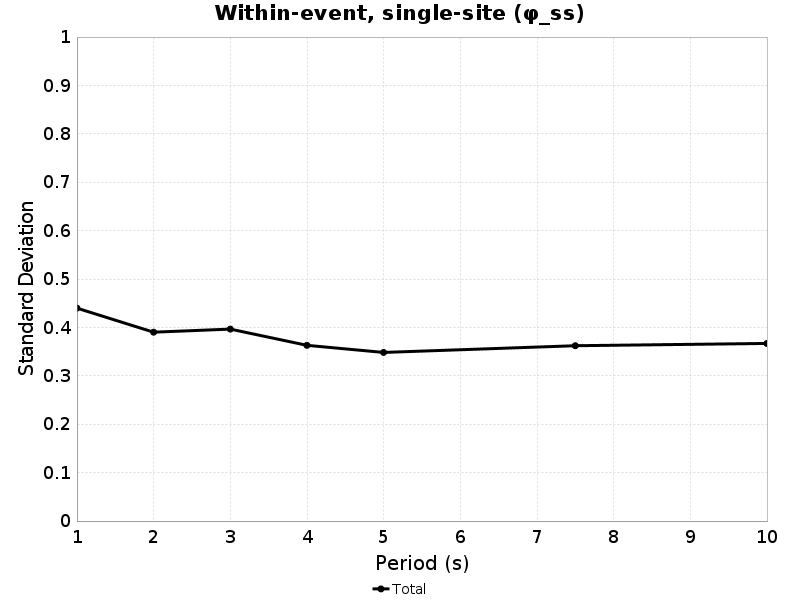 Within-event, single-site (φ_ss)
1
0.9
0.8
0.7
0.6
0.5
0.4
0.3
0.2
0.1
0
Standard Deviation
1 2 3 4 5 6 7 8 9 10
Period (s)
Total